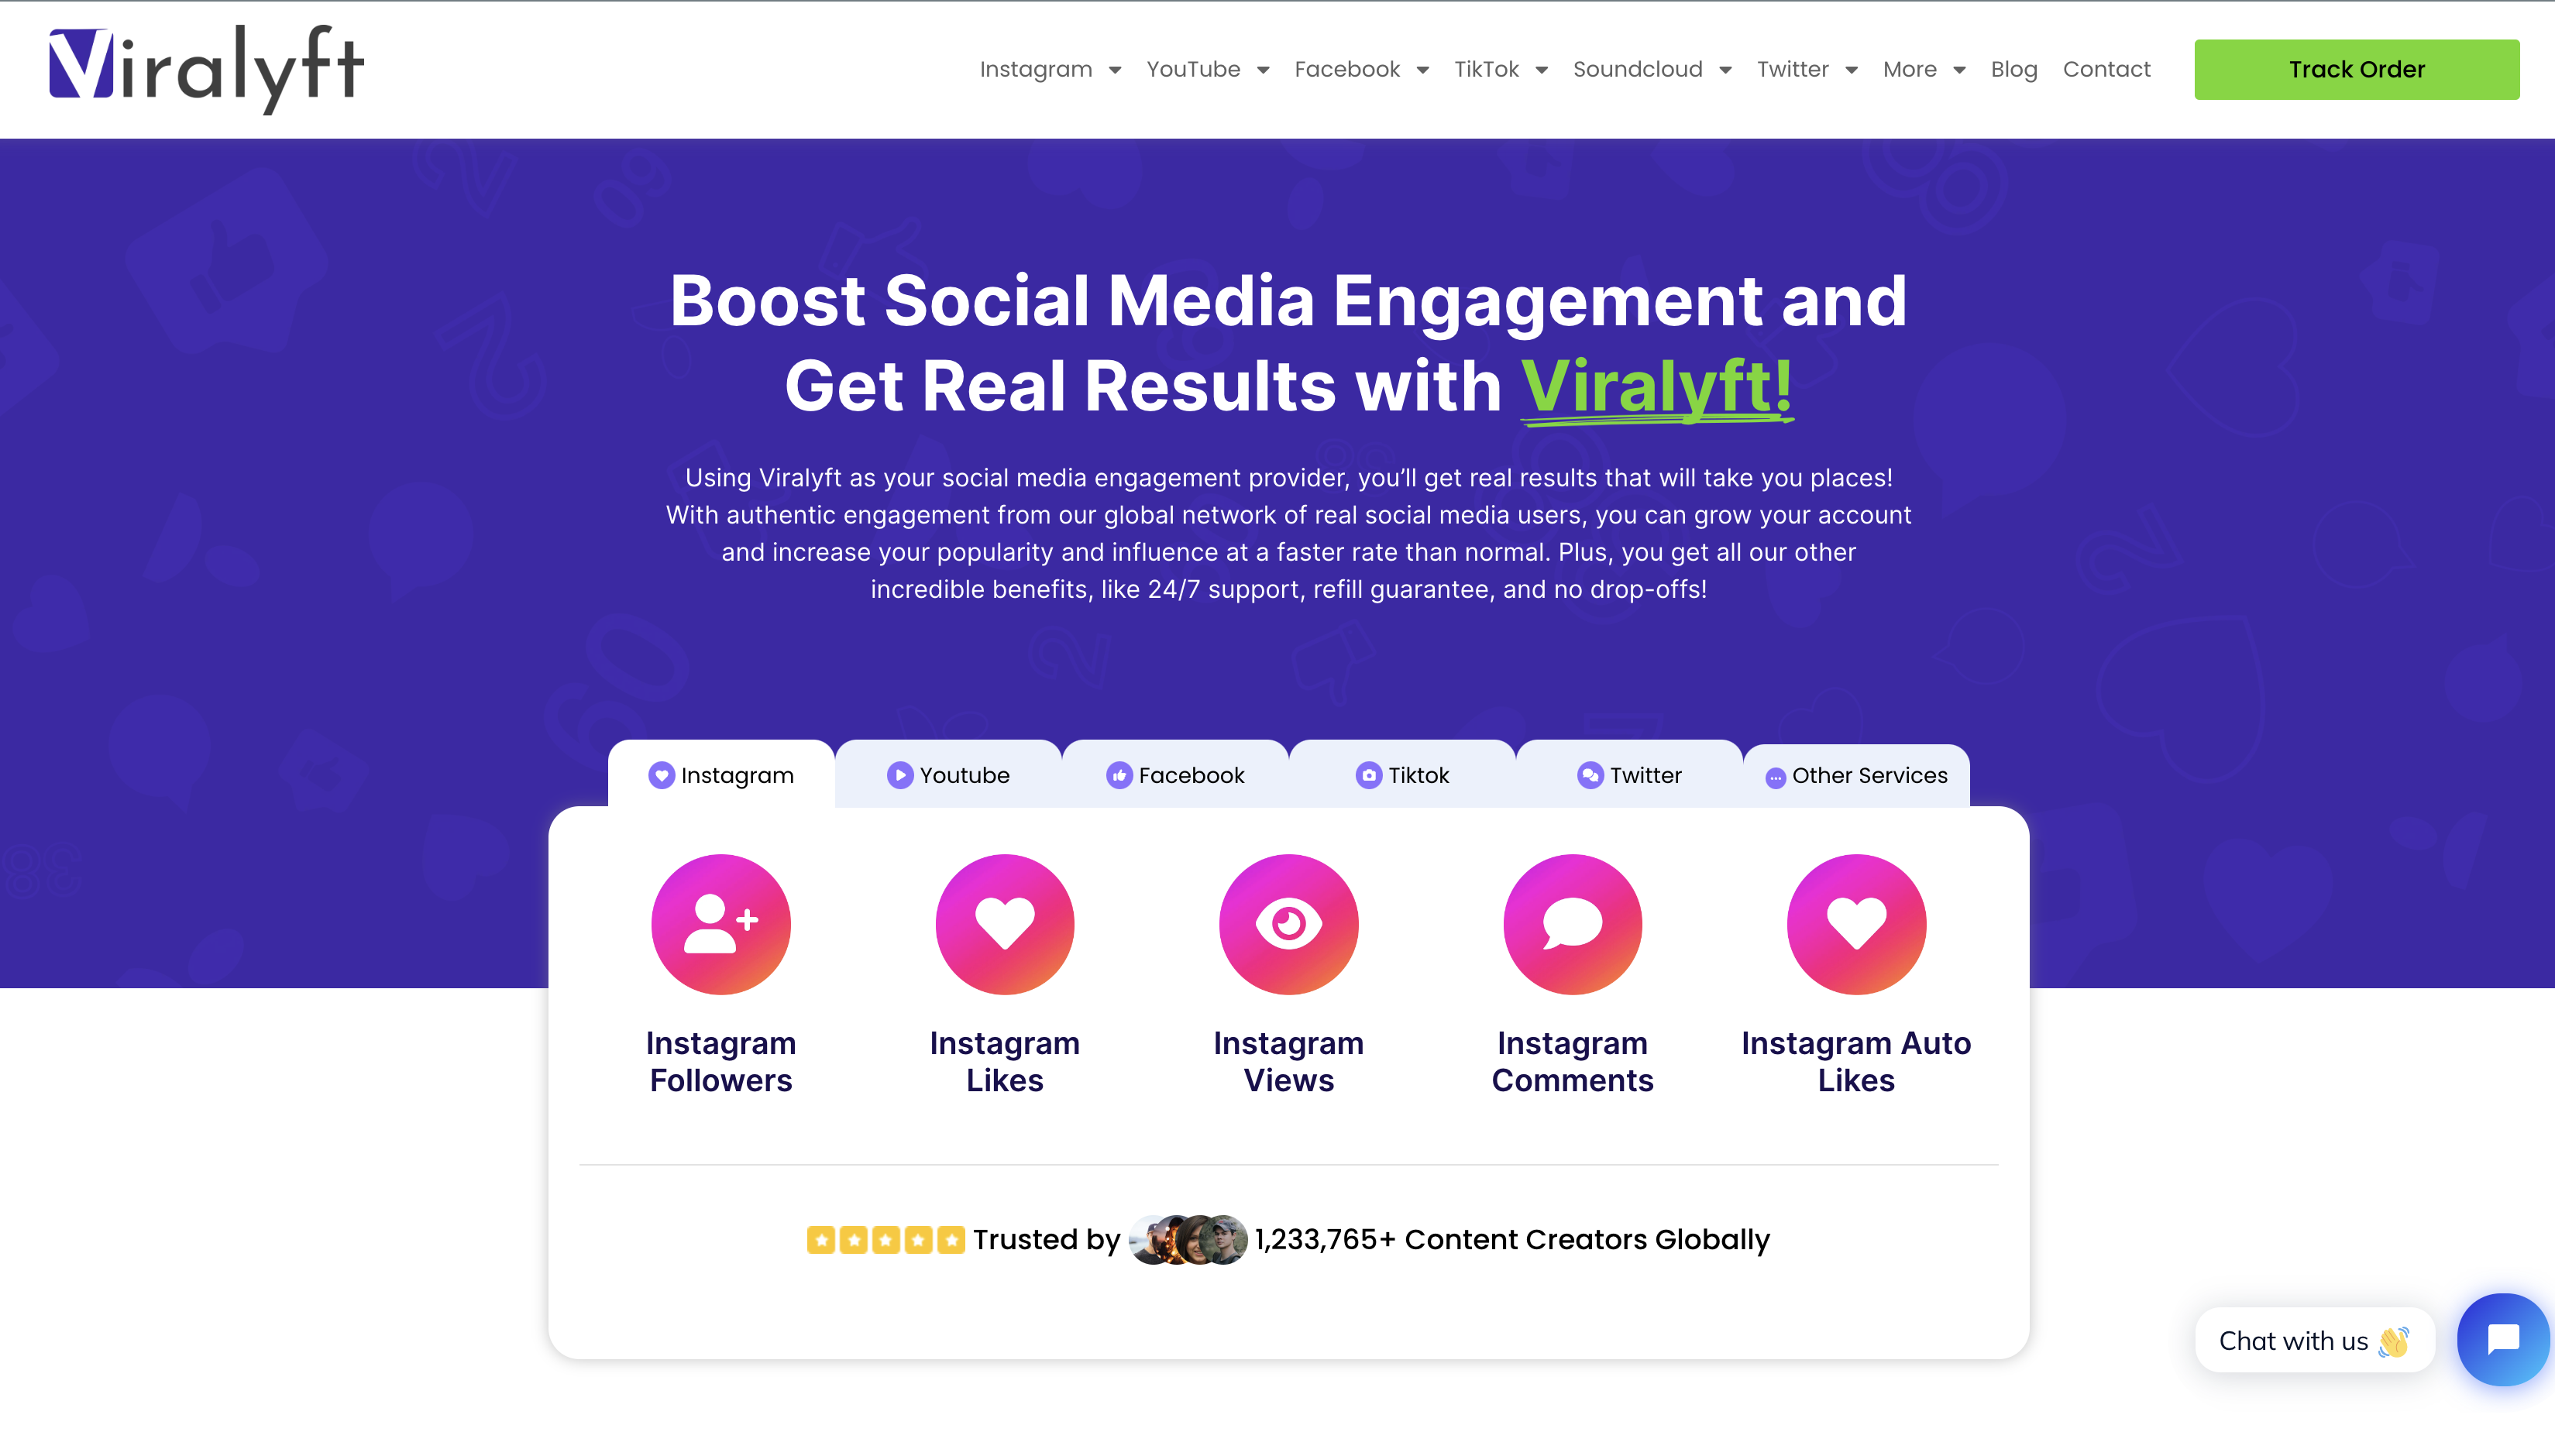 Viralyft
Instagram
YouTube
Facebook
TikTok
Soundcloud
Twitter
More
Blog
Contact
Track Order
Boost Social Media Engagement and
Get Real Results with Viralyft!
Using Viralyft as your social media engagement provider, you’ll get real results that will take you places!
With authentic engagement from our global network of real social media users, you can grow your account
and increase your popularity and influence at a faster rate than normal. Plus, you get all our other
incredible benefits, like 24/7 support, refill guarantee, and no drop-offs!
Instagram
Youtube
Facebook
Tiktok
Twitter
Other Services
Instagram
Followers
Instagram
Likes
Instagram
Views
Instagram
Comments
Instagram Auto
Likes
Trusted by 1,233,765+ Content Creators Globally
Chat with us 👋